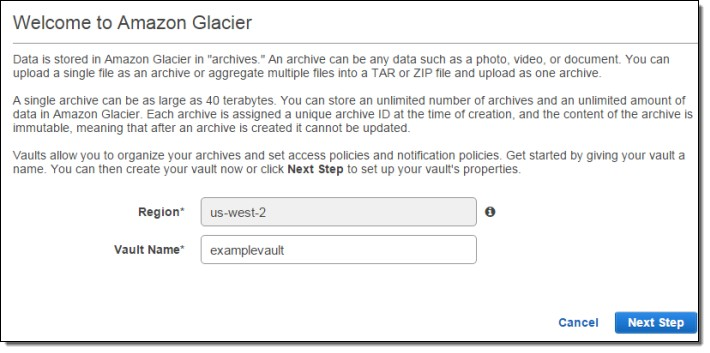 Welcome to Amazon Glacier
Data is stored in Amazon Glacier in "archives." An archive can be any data such as a photo, video, or document. You can
upload a single file as an archive or aggregate multiple files into a TAR or ZIP file and upload as one archive.
A single archive can be as large as 40 terabytes. You can store an unlimited number of archives and an unlimited amount of
data in Amazon Glacier. Each archive is assigned a unique archive ID at the time of creation, and the content of the archive is
immutable, meaning that after an archive is created it cannot be updated.
Vaults allow you to organize your archives and set access policies and notification policies. Get started by giving your vault a
name. You can then create your vault now or click Next Step to set up your vault's properties.
Region* us-west-2
Vault Name* examplevault
Cancel Next Step